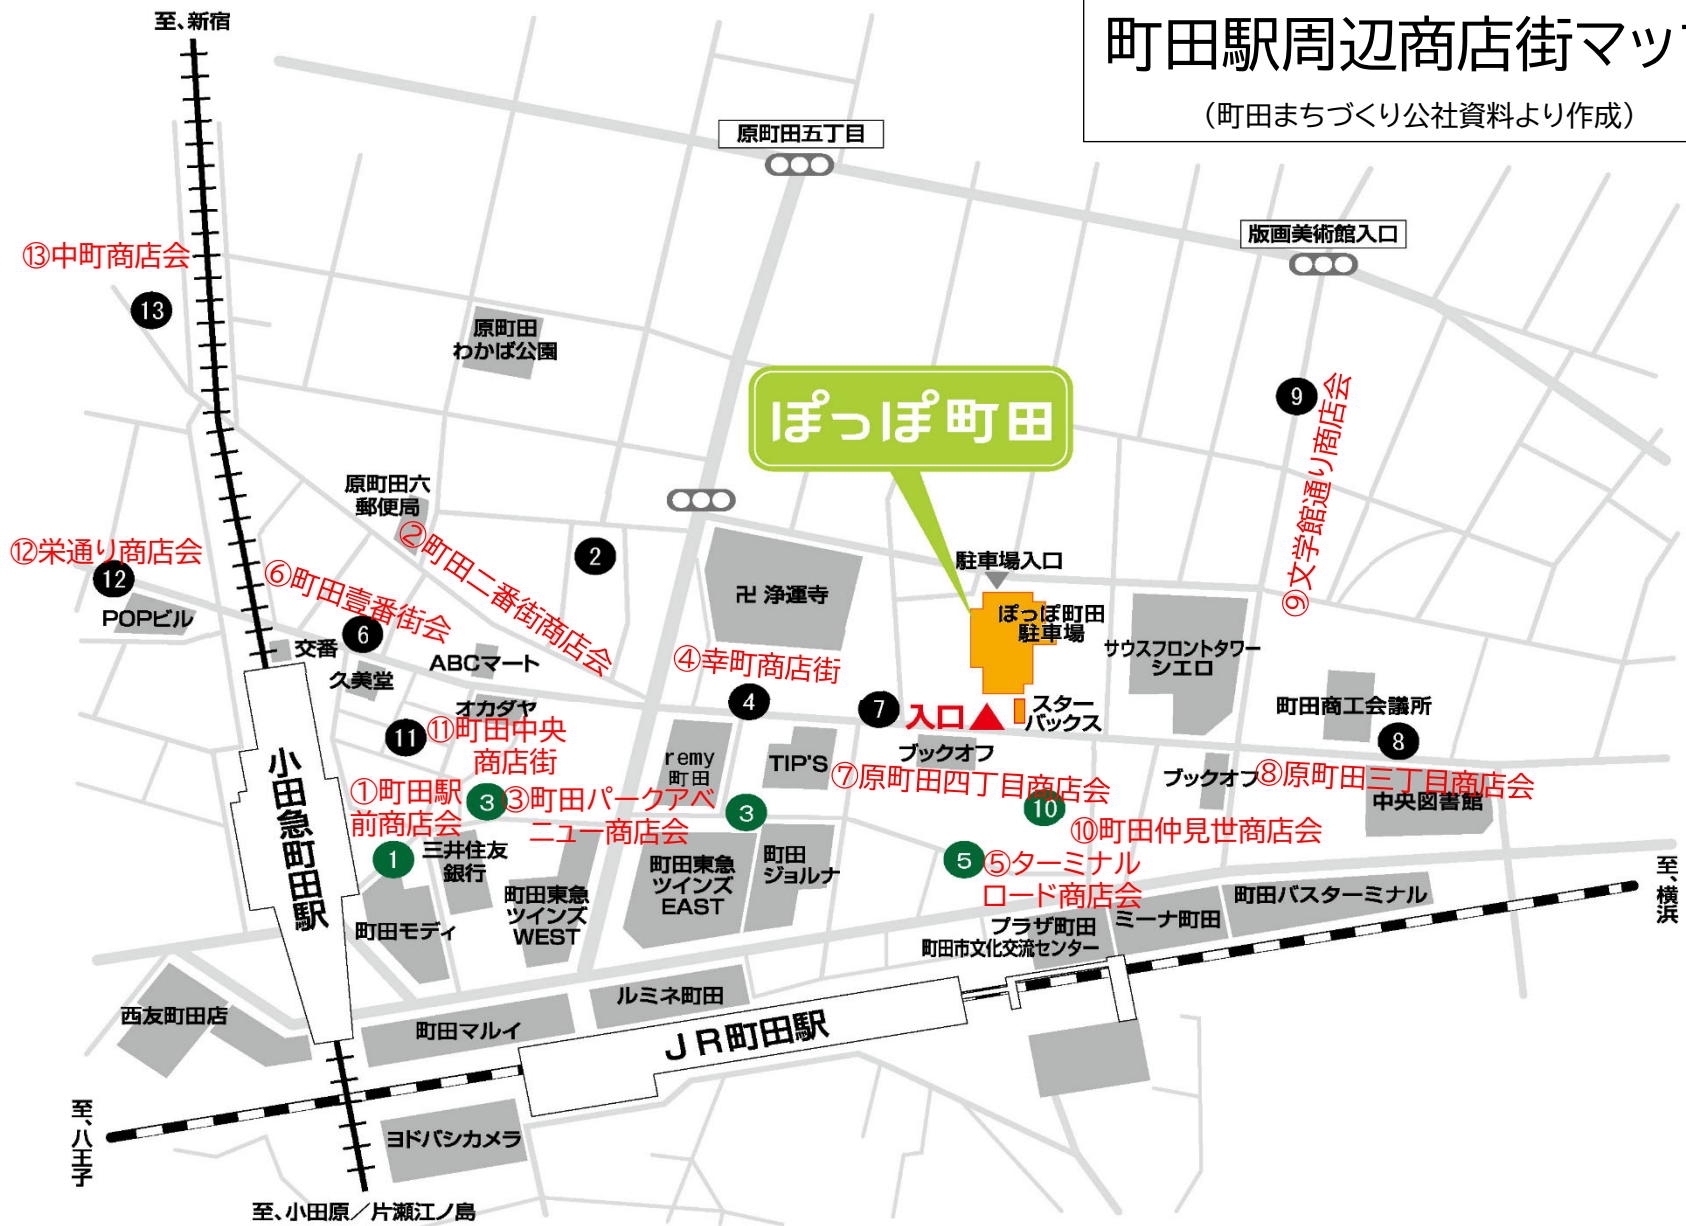 町田駅周辺商店街マップ
（町田まちづくり公社資料より作成）
至、新宿
原町田五丁目
版画美術館入口
⑬中町商店会
13
原町田
わかば公園
ぽっぽ町田
9
⑨文学館通り商店会
原町田六
郵便局
②町田二番街商店会
2
⑫栄通り商店会
12
POPビル
⑥町田壹番街会
6
交番
久美堂
ABCマート
オカダヤ
卍 浄運寺
駐車場入口
ぽっぽ町田
駐車場
サウスフロントタワー
シエロ
④幸町商店街
4
7
入口
スター
バックス
町田商工会議所
8
11
⑪町田中央
商店街
remy
町田
TIP'S
ブックオフ
ブックオフ
⑦原町田四丁目商店会
⑧原町田三丁目商店会
中央図書館
小田急町田駅
①町田駅
前商店会
1
3
③町田パークアベ
ニュー商店会
3
10
⑩町田仲見世商店会
三井住友
銀行
町田東急
ツインズ
WEST
町田東急
ツインズ
EAST
町田
ジョルナ
5
⑤ターミナル
ロード商店会
町田モディ
プラザ町田
町田市文化交流センター
ミーナ町田
町田バスターミナル
至、横浜
西友町田店
町田マルイ
ルミネ町田
JR町田駅
至、八王子
ヨドバシカメラ
至、小田原／片瀬江ノ島